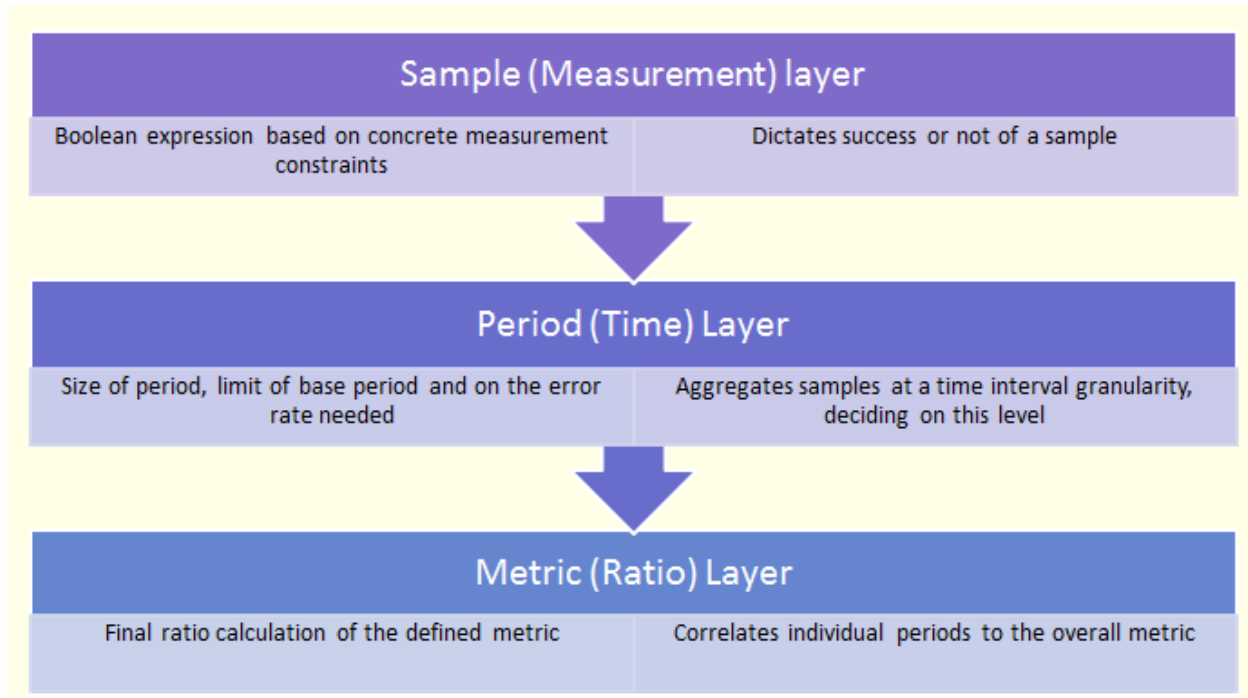 Sample (Measurement) layer
Boolean expression based on concrete measurement
constraints
Dictates success or not of a sample
Period (Time) Layer
Size of period, limit of base period and on the error
rate needed
Aggregates samples at a time interval granularity,
deciding on this level
Metric (Ratio) Layer
Final ratio calculation of the defined metric
Correlates individual periods to the overall metric